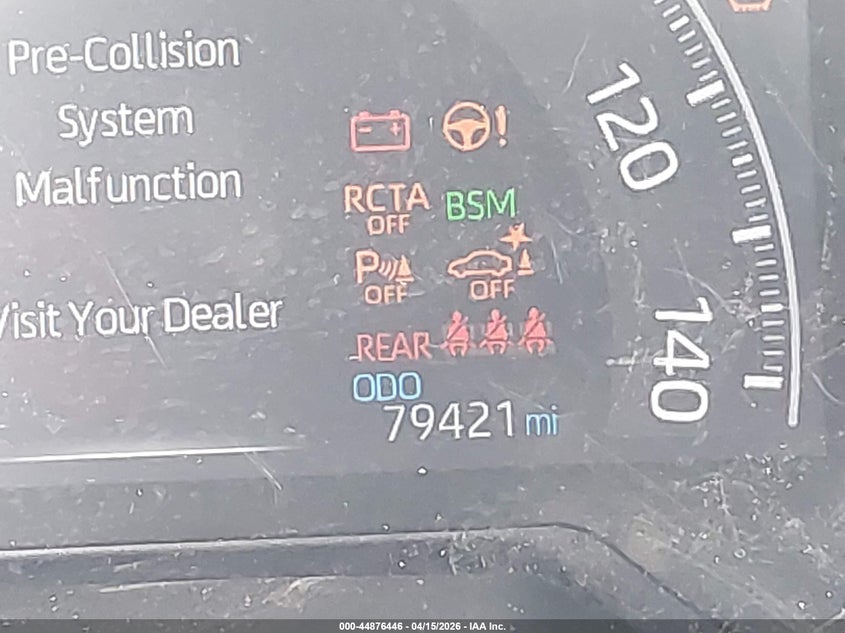 Pre-Collision
System
Malfunction
Visit Your Dealer
RCTA BSM
OFF
P
OFF OFF
REAR
ODO
79421 mi
120
140
000-44876446 - 04/15/2026 - IAA Inc.